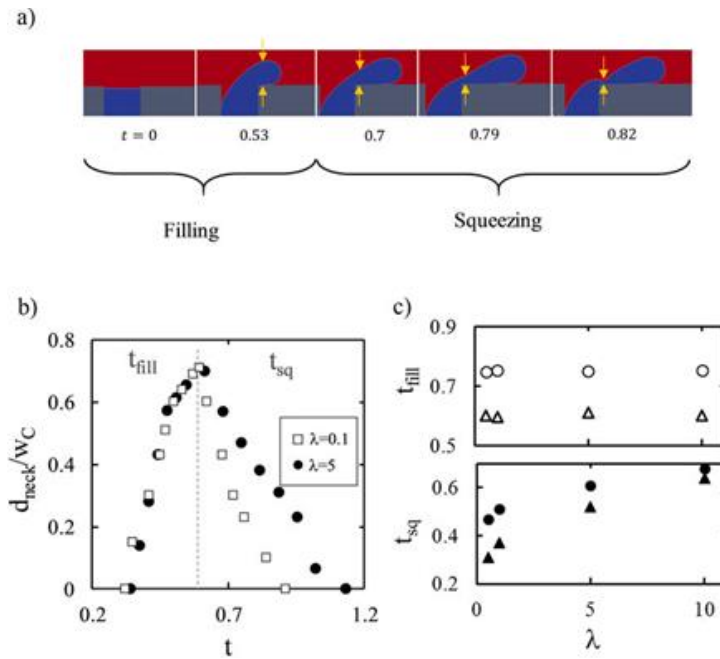 a)
t = 0 0.53 0.7 0.79 0.82
Filling Squeezing
b)
0.8
0.6
0.4
0.2
0
d_neck/w_C
t_fill t_sq
λ=0.1
λ=5
0.2 0.7 1.2
t
c)
0.9
0.7
0.5
t_fill
0.6
0.4
0.2
t_sq
0 5 10
λ